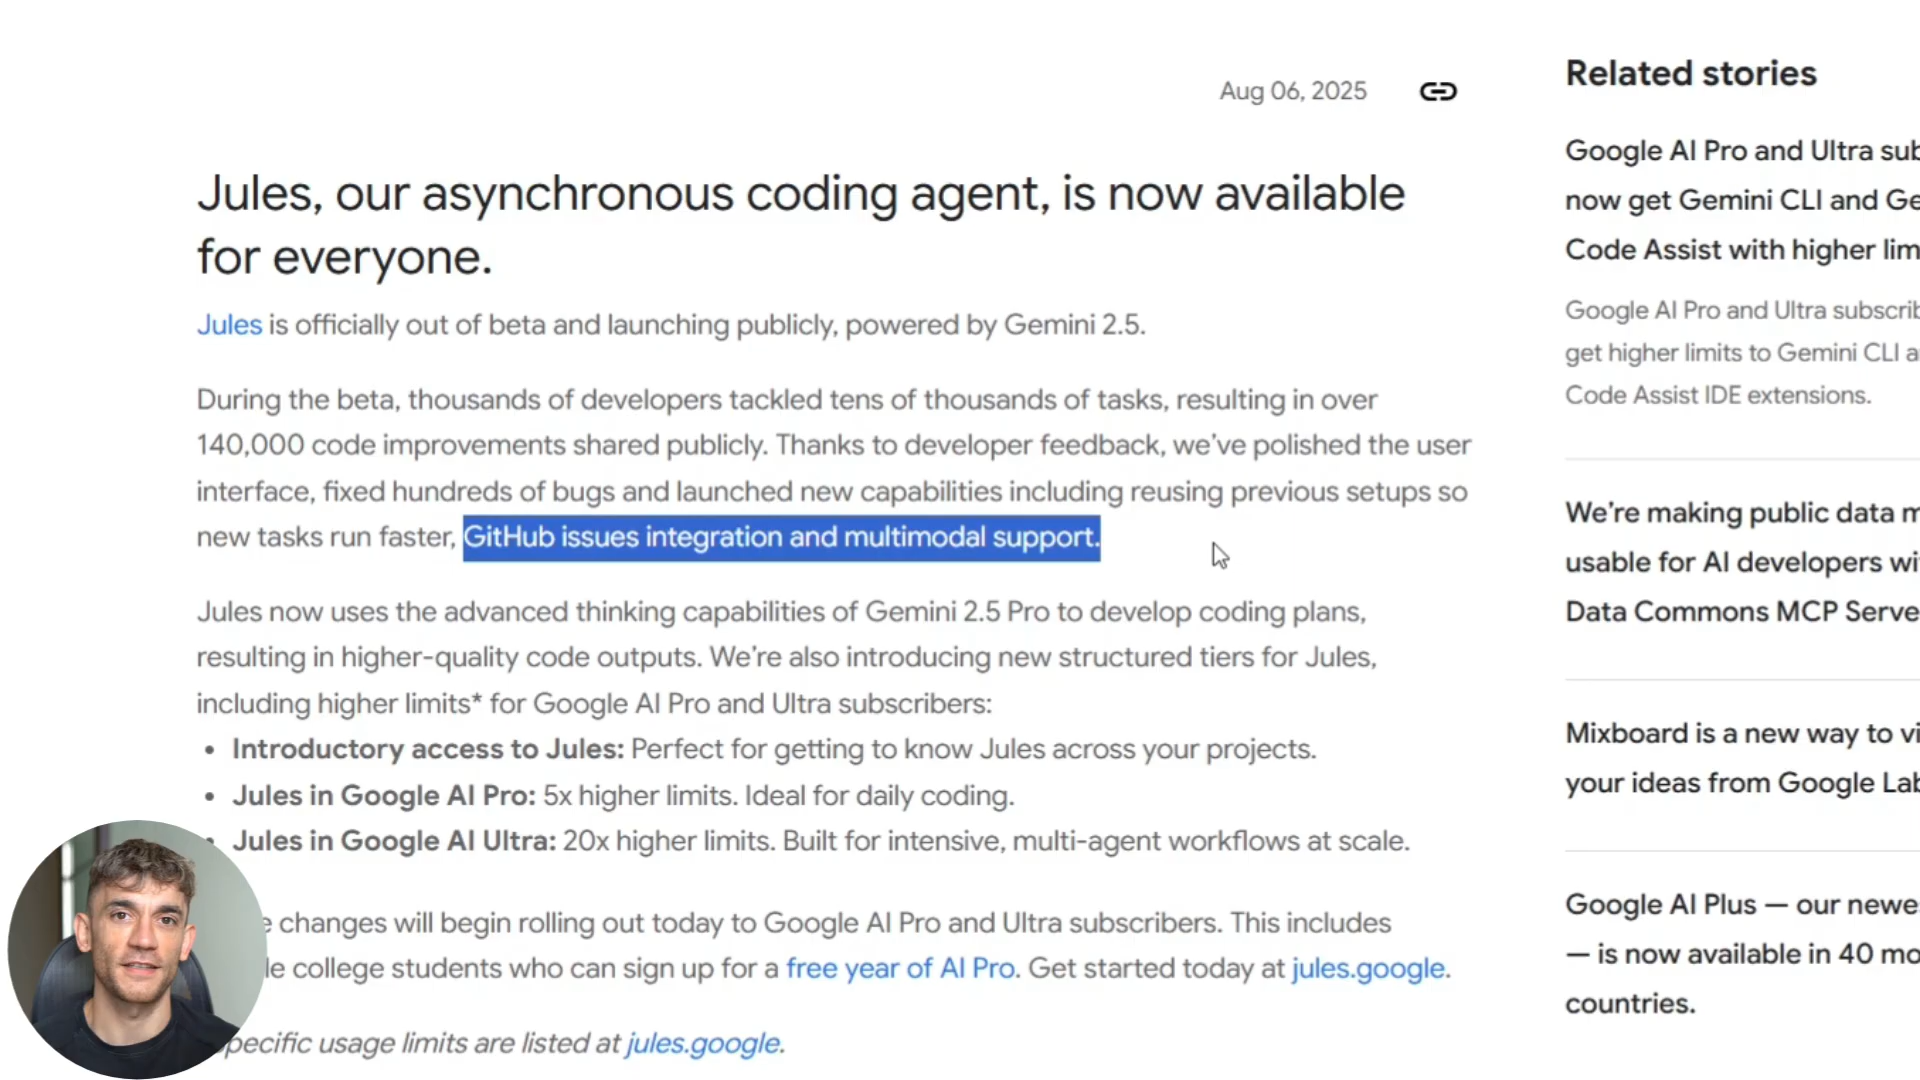 Aug 06, 2025
Jules, our asynchronous coding agent, is now available
for everyone.
Jules is officially out of beta and launching publicly, powered by Gemini 2.5.
During the beta, thousands of developers tackled tens of thousands of tasks, resulting in over
140,000 code improvements shared publicly. Thanks to developer feedback, we've polished the user
interface, fixed hundreds of bugs and launched new capabilities including reusing previous setups so
new tasks run faster, GitHub issues integration and multimodal support.
Jules now uses the advanced thinking capabilities of Gemini 2.5 Pro to develop coding plans,
resulting in higher-quality code outputs. We're also introducing new structured tiers for Jules,
including higher limits* for Google AI Pro and Ultra subscribers:
• Introductory access to Jules: Perfect for getting to know Jules across your projects.
• Jules in Google AI Pro: 5x higher limits. Ideal for daily coding.
• Jules in Google AI Ultra: 20x higher limits. Built for intensive, multi-agent workflows at scale.
changes will begin rolling out today to Google AI Pro and Ultra subscribers. This includes
college students who can sign up for a free year of AI Pro. Get started today at jules.google.
pecific usage limits are listed at jules.google.
Related stories
Google AI Pro and Ultra sub
now get Gemini CLI and Ge
Code Assist with higher lim
Google AI Pro and Ultra subscrib
get higher limits to Gemini CLI a
Code Assist IDE extensions.
We're making public data m
usable for AI developers wi
Data Commons MCP Serve
Mixboard is a new way to vi
your ideas from Google Lab
Google AI Plus — our newe
— is now available in 40 mo
countries.